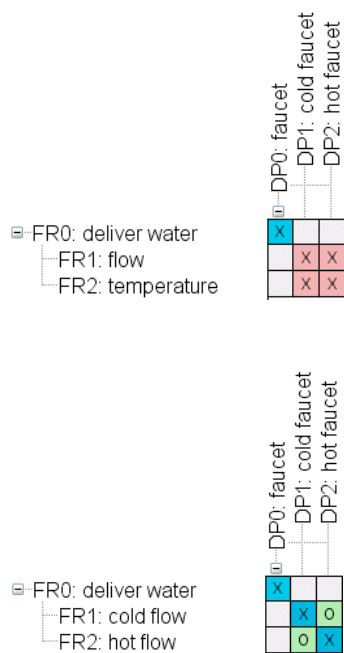 DP0: faucet
DP1: cold faucet
DP2: hot faucet
FR0: deliver water X
FR1: flow X X
FR2: temperature X X
DP0: faucet
DP1: cold faucet
DP2: hot faucet
FR0: deliver water X
FR1: cold flow X O
FR2: hot flow O X